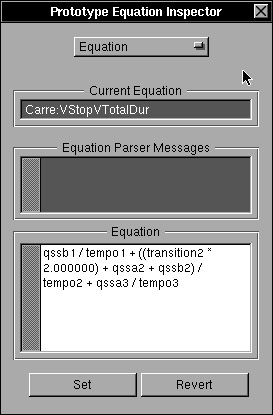 Prototype Equation Inspector
Equation
Current Equation
Carre:VStopVTotalDur
Equation Parser Messages
Equation
qssb1 / tempo1 + ((transition2 *
2.000000) + qssa2 + qssb2) /
tempo2 + qssa3 / tempo3
Set
Revert